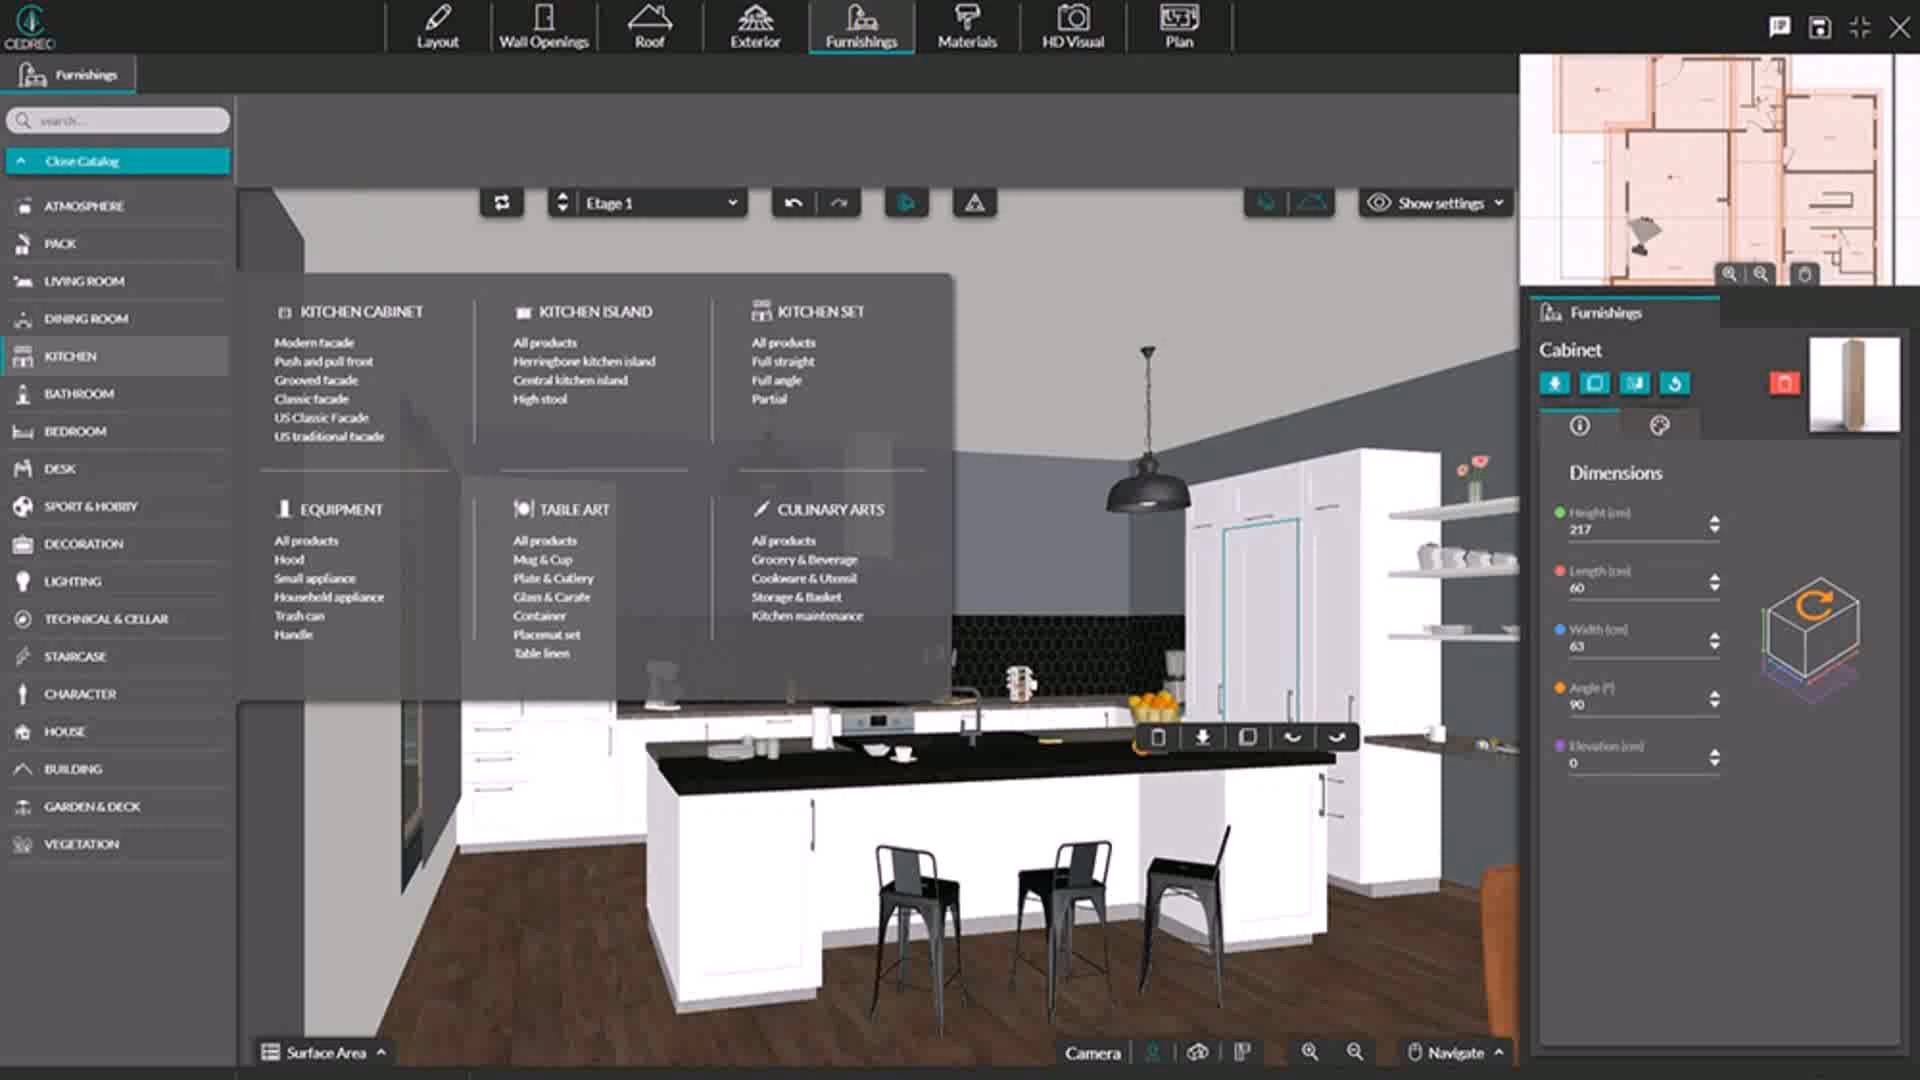 CEDREO
Layout
Wall Openings
Roof
Exterior
Furnishings
Materials
HD Visual
Plan
Furnishings
search...
Close Catalog
ATMOSPHERE
PACK
LIVING ROOM
DINING ROOM
KITCHEN
BATHROOM
BEDROOM
DESK
SPORT & HOBBY
DECORATION
LIGHTING
TECHNICAL & CELLAR
STAIRCASE
CHARACTER
HOUSE
BUILDING
GARDEN & DECK
VEGETATION
Etage 1
Show settings
KITCHEN CABINET
Modern facade
Push and pull front
Grooved facade
Classic facade
US Classic Facade
US traditional facade
KITCHEN ISLAND
All products
Herringbone kitchen island
Central kitchen island
High stool
KITCHEN SET
All products
Full straight
Full angle
Partial
EQUIPMENT
All products
Hood
Small appliance
Household appliance
Trash can
Handle
TABLE ART
All products
Mug & Cup
Plate & Cutlery
Glass & Carafe
Container
Placemat set
Table linen
CULINARY ARTS
All products
Grocery & Beverage
Cookware & Utensil
Storage & Basket
Kitchen maintenance
Furnishings
Cabinet
Dimensions
Height (cm)
217
Length (cm)
60
Width (cm)
63
Angle (°)
90
Elevation (cm)
0
Surface Area
Camera
Navigate